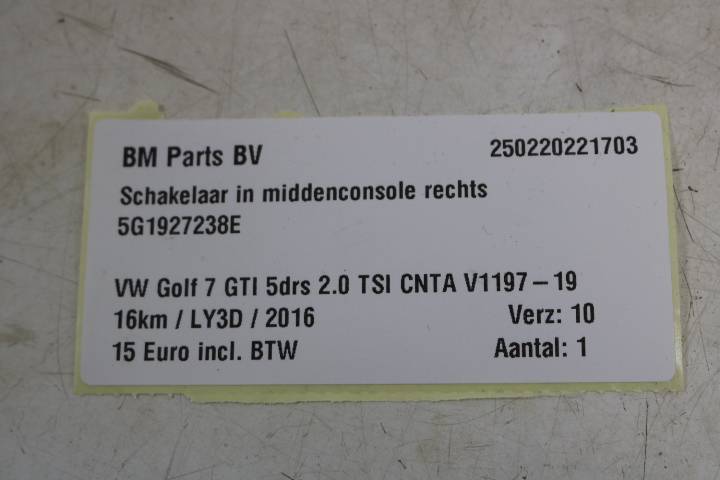 BM Parts BV 250220221703
Schakelaar in middenconsole rechts
5G1927238E
VW Golf 7 GTI 5drs 2.0 TSI CNTA V1197 – 19
16km / LY3D / 2016 Verz: 10
15 Euro incl. BTW Aantal: 1